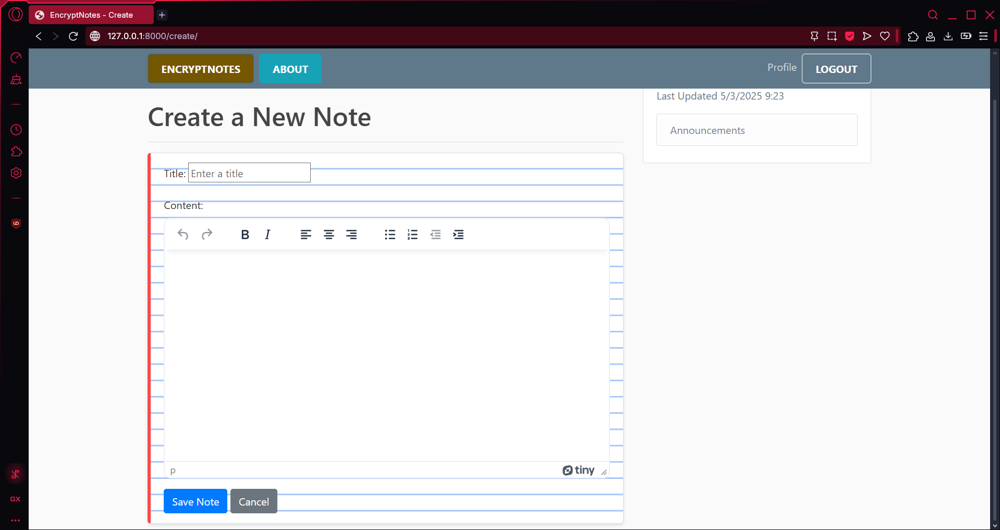 EncryptNotes - Create
127.0.0.1:8000/create/
ENCRYPTNOTES ABOUT Profile LOGOUT
Last Updated 5/3/2025 9:23
Announcements
Create a New Note
Title: Enter a title
Content:
B I
p tiny
Save Note Cancel
GX